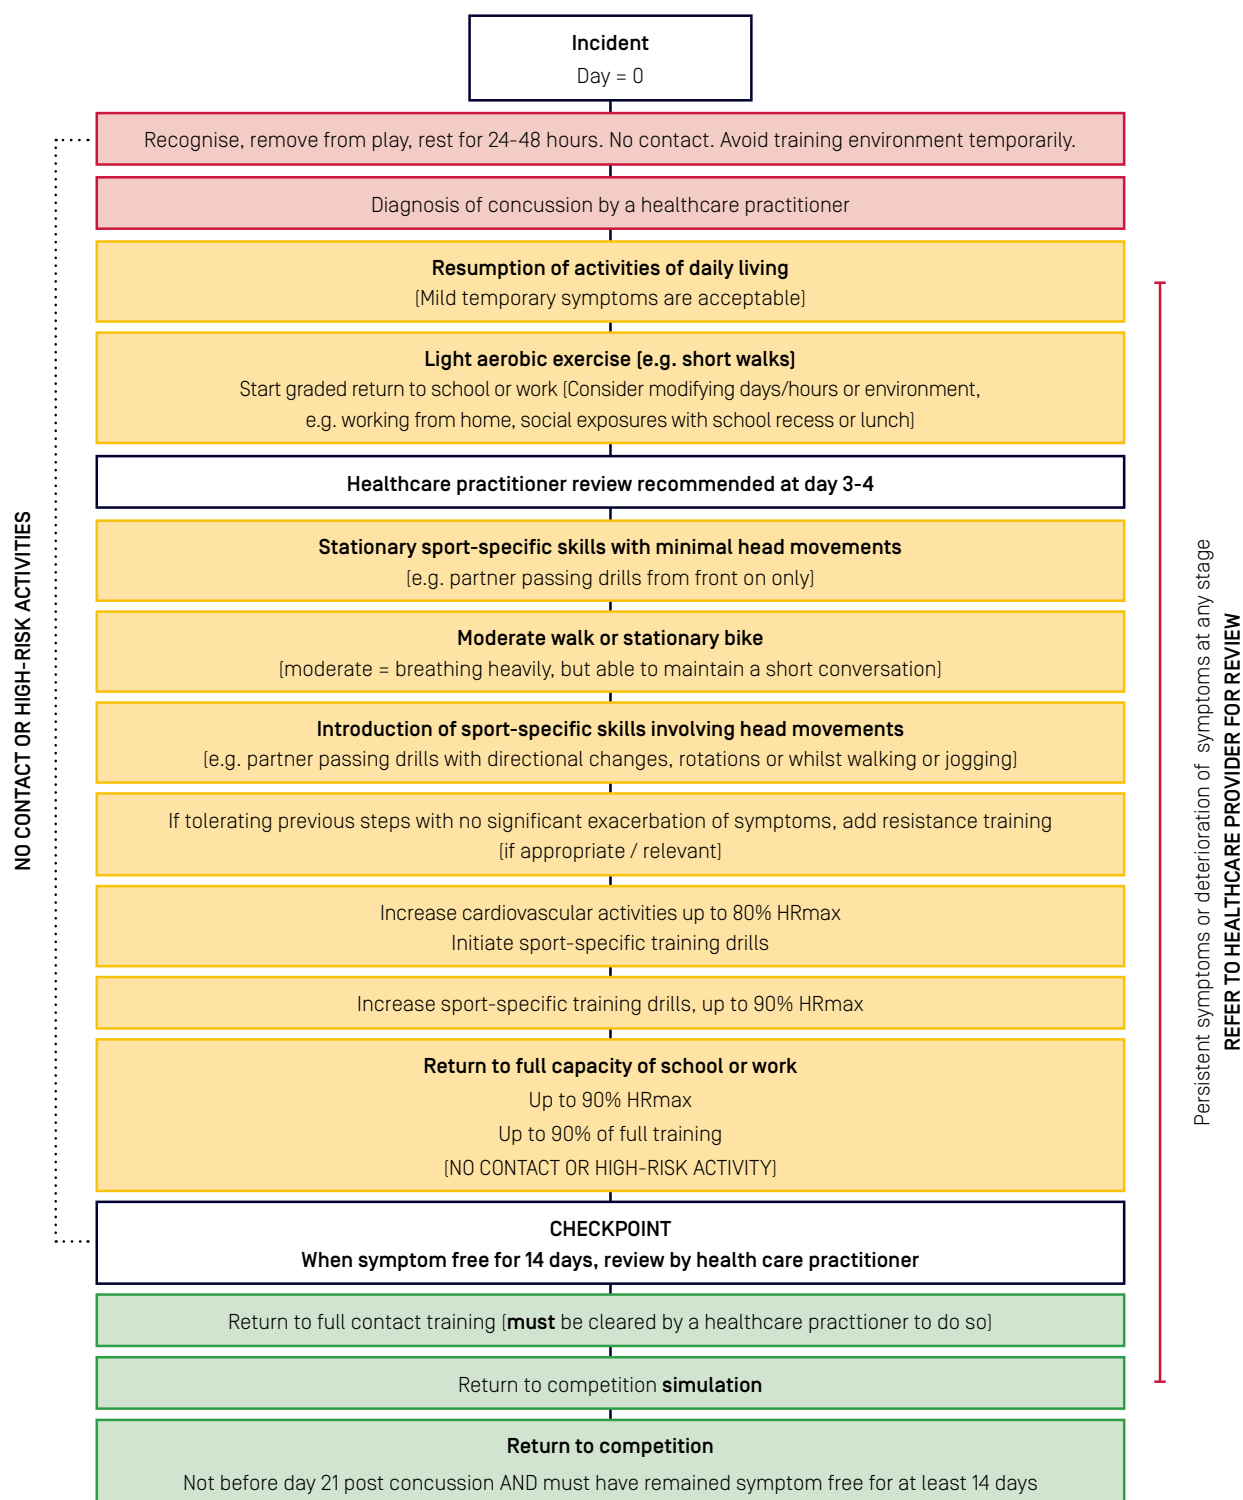 Incident
Day = 0
Recognise, remove from play, rest for 24-48 hours. No contact. Avoid training environment temporarily.
Diagnosis of concussion by a healthcare practitioner
Resumption of activities of daily living
(Mild temporary symptoms are acceptable)
Light aerobic exercise (e.g. short walks)
Start graded return to school or work (Consider modifying days/hours or environment,
e.g. working from home, social exposures with school recess or lunch)
Healthcare practitioner review recommended at day 3-4
Stationary sport-specific skills with minimal head movements
(e.g. partner passing drills from front on only)
Moderate walk or stationary bike
(moderate = breathing heavily, but able to maintain a short conversation)
Introduction of sport-specific skills involving head movements
(e.g. partner passing drills with directional changes, rotations or whilst walking or jogging)
If tolerating previous steps with no significant exacerbation of symptoms, add resistance training
(if appropriate / relevant)
Increase cardiovascular activities up to 80% HRmax
Initiate sport-specific training drills
Increase sport-specific training drills, up to 90% HRmax
Return to full capacity of school or work
Up to 90% HRmax
Up to 90% of full training
(NO CONTACT OR HIGH-RISK ACTIVITY)
CHECKPOINT
When symptom free for 14 days, review by health care practitioner
Return to full contact training (must be cleared by a healthcare practtioner to do so)
Return to competition simulation
Return to competition
Not before day 21 post concussion AND must have remained symptom free for at least 14 days
NO CONTACT OR HIGH-RISK ACTIVITIES
Persistent symptoms or deterioration of symptoms at any stage
REFER TO HEALTHCARE PROVIDER FOR REVIEW